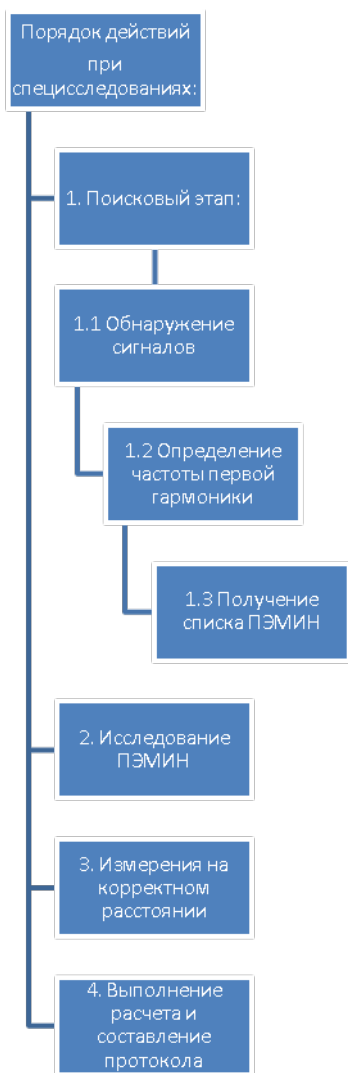 Порядок действий
при
специсследованиях:
1. Поисковый этап:
1.1 Обнаружение
сигналов
1.2 Определение
частоты первой
гармоники
1.3 Получение
списка ПЭМИН
2. Исследование
ПЭМИН
3. Измерения на
корректном
расстоянии
4. Выполнение
расчета и
составление
протокола